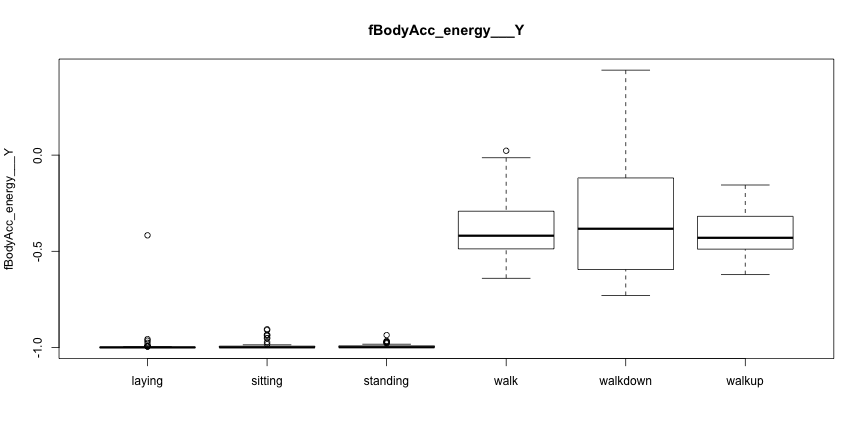 fBodyAcc_energy___Y
fBodyAcc_energy___Y
0.0
-0.5
-1.0
laying sitting standing walk walkdown walkup